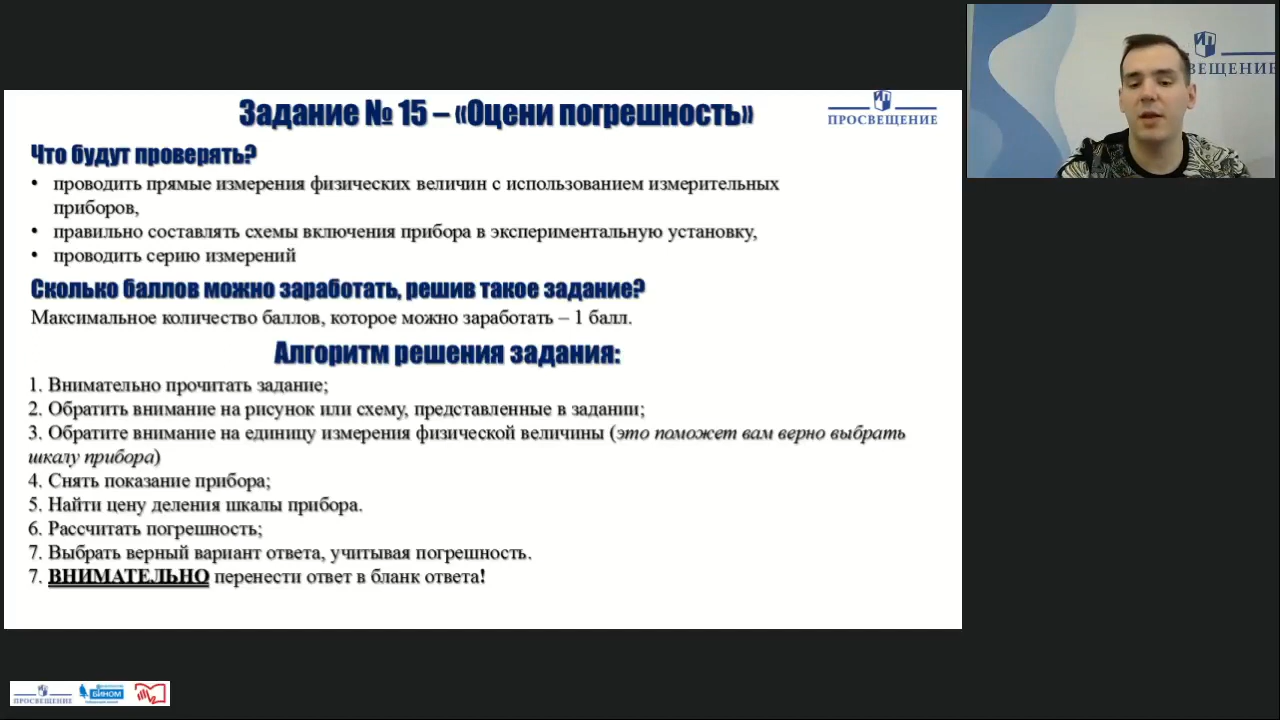 Задание № 15 – «Оцени погрешность»
ПРОСВЕЩЕНИЕ
Что будут проверять?
• проводить прямые измерения физических величин с использованием измерительных
приборов,
• правильно составлять схемы включения прибора в экспериментальную установку,
• проводить серию измерений
Сколько баллов можно заработать, решив такое задание?
Максимальное количество баллов, которое можно заработать – 1 балл.
Алгоритм решения задания:
1. Внимательно прочитать задание;
2. Обратить внимание на рисунок или схему, представленные в задании;
3. Обратите внимание на единицу измерения физической величины (это поможет вам верно выбрать
шкалу прибора)
4. Снять показание прибора;
5. Найти цену деления шкалы прибора.
6. Рассчитать погрешность;
7. Выбрать верный вариант ответа, учитывая погрешность.
7. ВНИМАТЕЛЬНО перенести ответ в бланк ответа!
ИП
ВЕЩЕНИЕ
ПРОСВЕЩЕНИЕ
БИНОМ